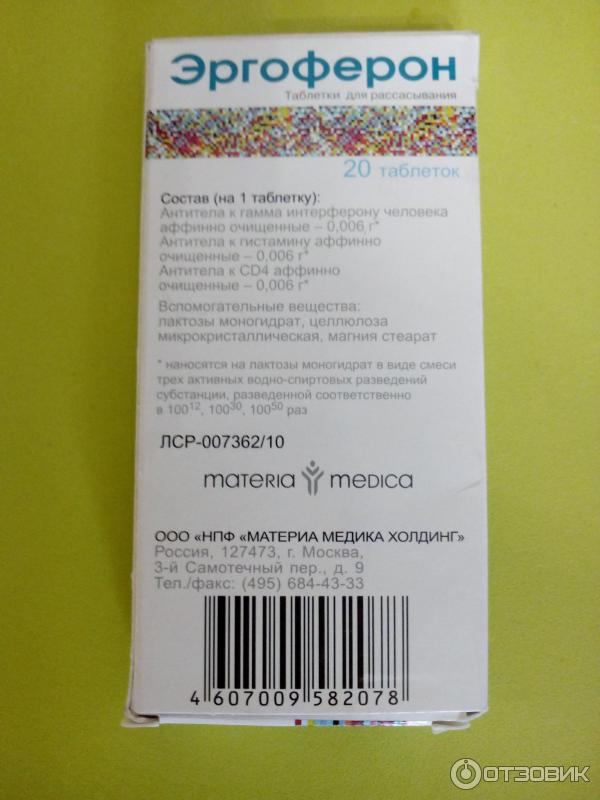 Эргоферон
Таблетки для рассасывания
20 таблеток
Состав (на 1 таблетку):
Антитела к гамма интерферону человека
аффинно очищенные – 0,006 г*
Антитела к гистамину аффинно
очищенные – 0,006 г*
Антитела к CD4 аффинно
очищенные – 0,006 г*
Вспомогательные вещества:
лактозы моногидрат, целлюлоза
микрокристаллическая, магния стеарат
* наносятся на лактозы моногидрат в виде смеси
трех активных водно-спиртовых разведений
субстанции, разведенной соответственно
в 100¹², 100³⁰, 100⁵⁰ раз
ЛСР-007362/10
materia medica
ООО «НПФ «МАТЕРИА МЕДИКА ХОЛДИНГ»
Россия, 127473, г. Москва,
3-й Самотечный пер., д. 9
Тел./факс: (495) 684-43-33
4 607009 582078
ОТЗОВИК